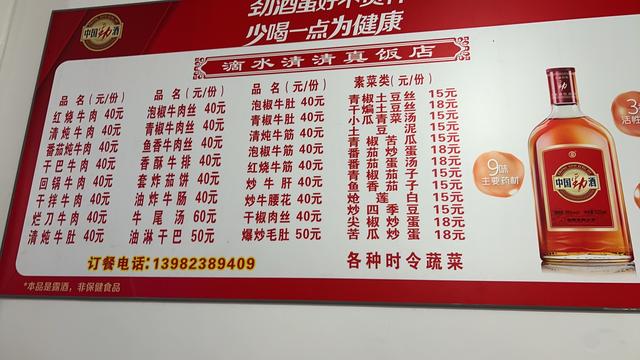 劲酒虽好不贪杯
少喝一点为健康
中国劲酒
滴水清清真饭店
品 名 (元/份)
红烧牛肉 40元
清炖牛肉 40元
番茄炖牛肉 40元
干巴牛肉 40元
回锅牛肉 40元
干拌牛肉 40元
烂刀牛肉 40元
清炖牛肚 40元
品 名 (元/份)
泡椒牛肉丝 40元
青椒牛肉丝 40元
鱼香牛肉丝 40元
香酥牛排 40元
套炸茄饼 40元
油炸牛肠 40元
牛尾汤 60元
油淋干巴 50元
品 名 (元/份)
泡椒牛肚 40元
青椒牛肚 40元
清炖牛筋 40元
泡椒牛筋 40元
红烧牛筋 40元
炒牛肝 40元
炒牛腰花 40元
干椒肉丝 40元
爆炒毛肚 50元
素菜类(元/份)
青椒土豆丝 15元
干煸土豆丝 18元
15元
土豆泥 15元
青椒苦瓜 15元
番茄炒蛋 18元
番茄蛋汤 15元
青椒茄子 15元
鱼香茄子 15元
炝莲白 15元
炒四季豆 15元
尖椒炒蛋 18元
苦瓜炒蛋 18元
各种时令蔬菜
订餐电话:13982389409
*本品是露酒，非保健食品
9味
主要药材
中国劲酒
3
活性